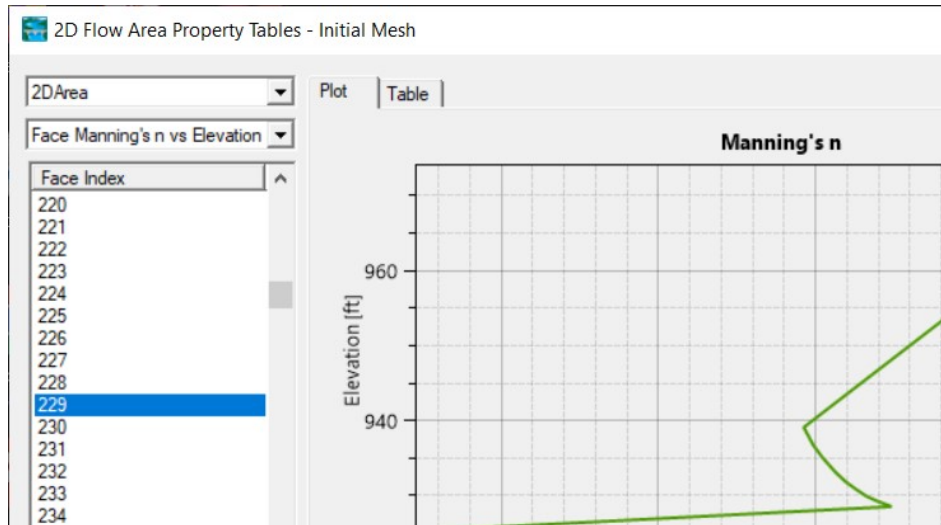 2D Flow Area Property Tables - Initial Mesh
2DArea
Face Manning's n vs Elevation
Face Index
220
221
222
223
224
225
226
227
228
229
230
231
232
233
234
Plot
Table
Manning's n
Elevation [ft]
960
940